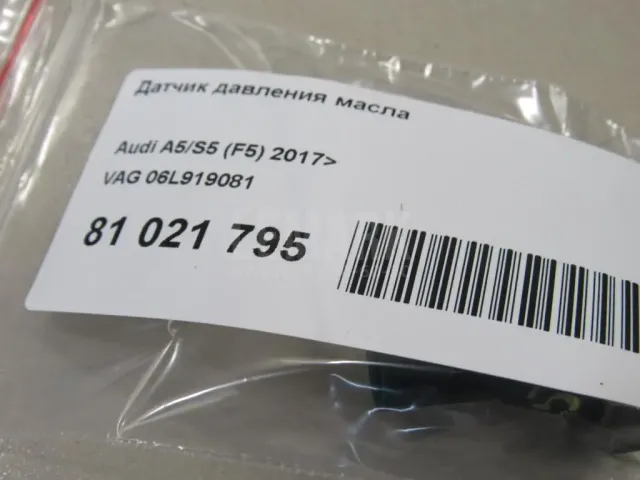 Датчик давления масла
Audi A5/S5 (F5) 2017>
VAG 06L919081
81 021 795